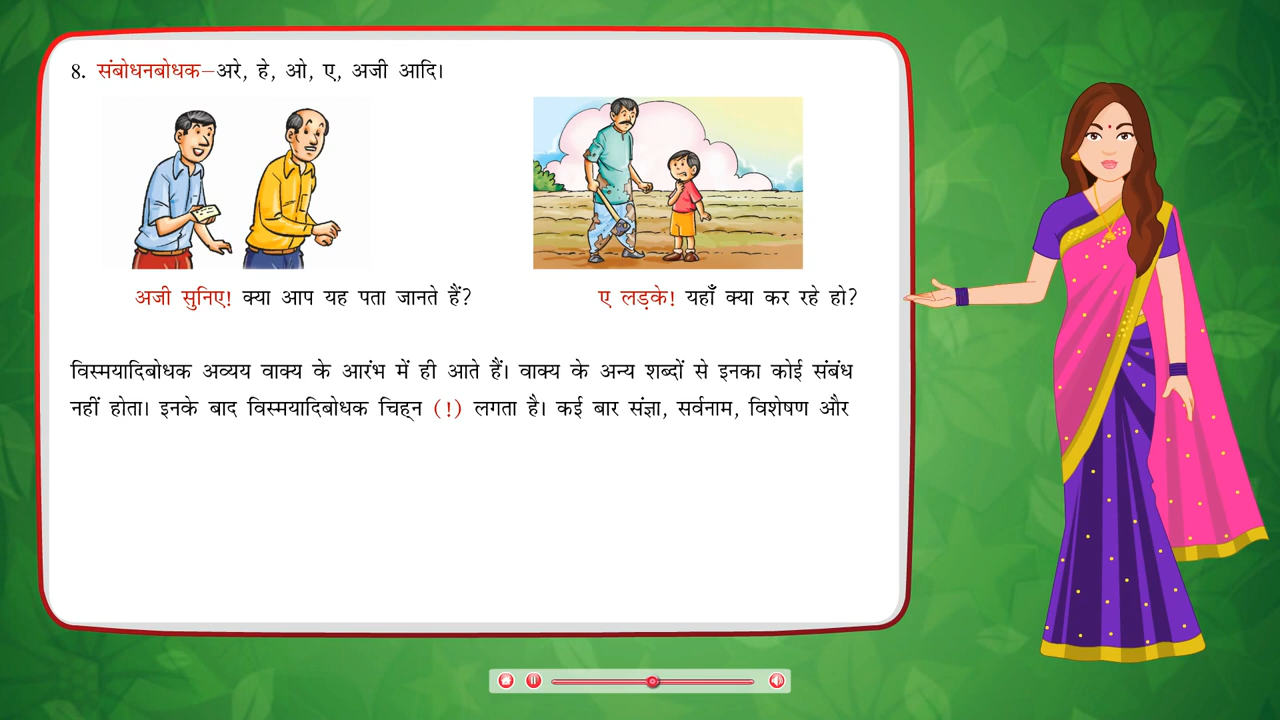 8. संबोधनबोधक–अरे, हे, ओ, ए, अजी आदि।
अजी सुनिए! क्या आप यह पता जानते हैं?
ए लड़के! यहाँ क्या कर रहे हो?
विस्मयादिबोधक अव्यय वाक्य के आरंभ में ही आते हैं। वाक्य के अन्य शब्दों से इनका कोई संबंध
नहीं होता। इनके बाद विस्मयादिबोधक चिह्‌न (!) लगता है। कई बार संज्ञा, सर्वनाम, विशेषण और